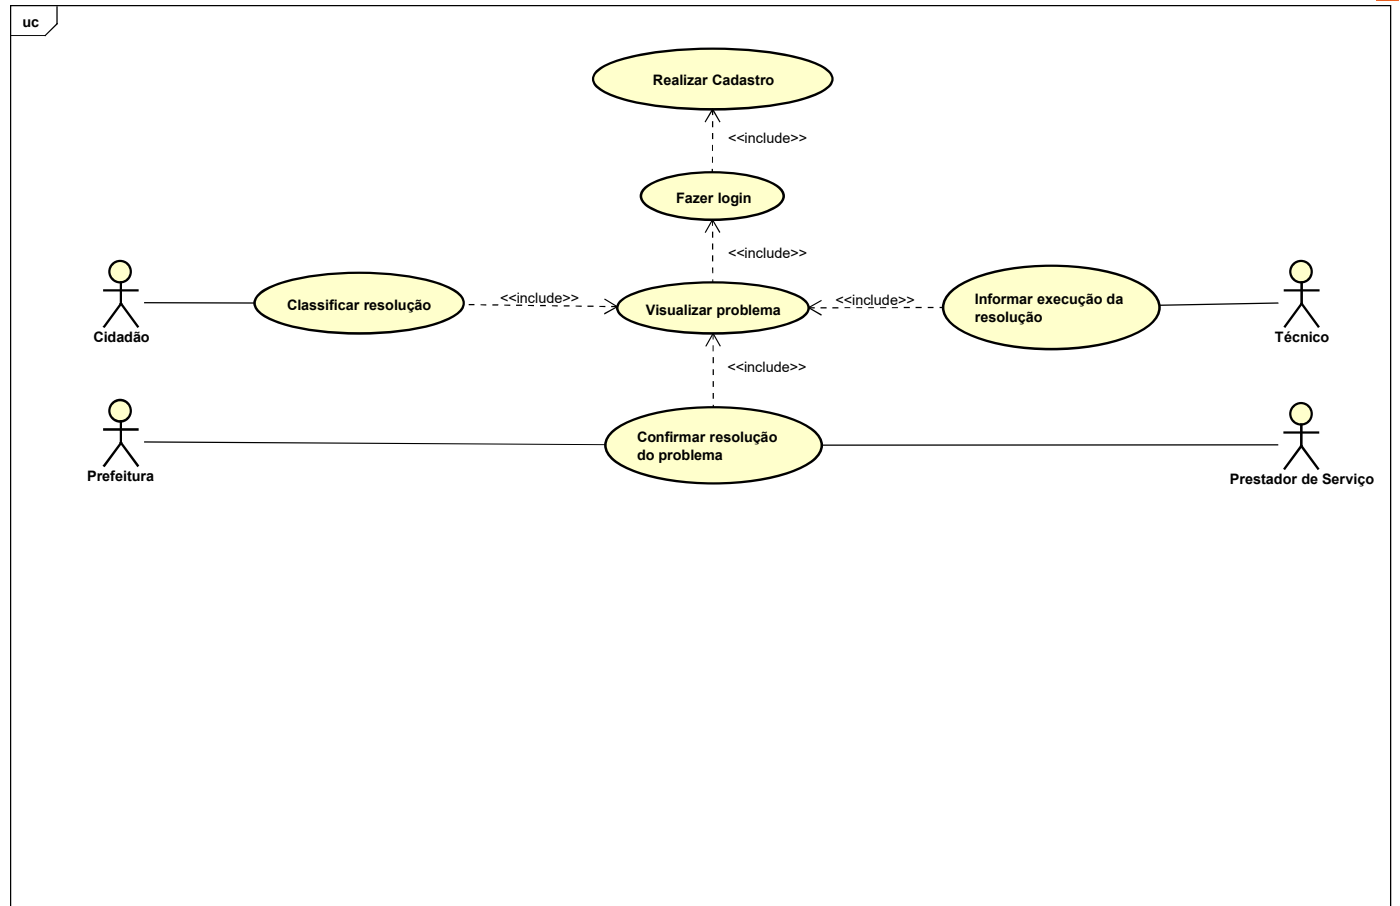 uc
Realizar Cadastro
<<include>>
Fazer login
<<include>>
Classificar resolução
<<include>>
Visualizar problema
<<include>>
Informar execução da
resolução
Cidadão
Técnico
<<include>>
Confirmar resolução
do problema
Prefeitura
Prestador de Serviço